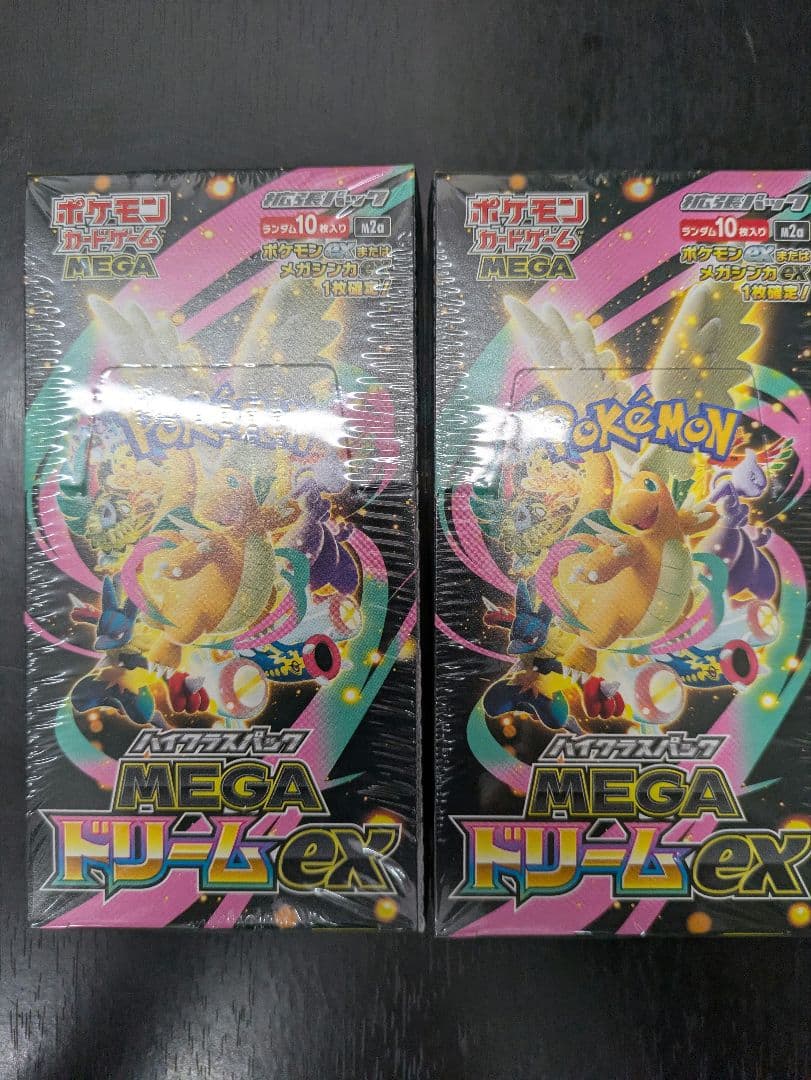 ポケモン
カードゲーム
MEGA
拡張パック
ランダム10枚入り
m2a
ポケモンexまたは
メガシンカex
1枚確定!
POKÉMON
ハイクラスパック
MEGA
ドリームex
ポケモン
カードゲーム
MEGA
拡張パック
ランダム10枚入り
m2a
ポケモンexまたは
メガシンカex
1枚確定!
POKÉMON
ハイクラスパック
MEGA
ドリームex